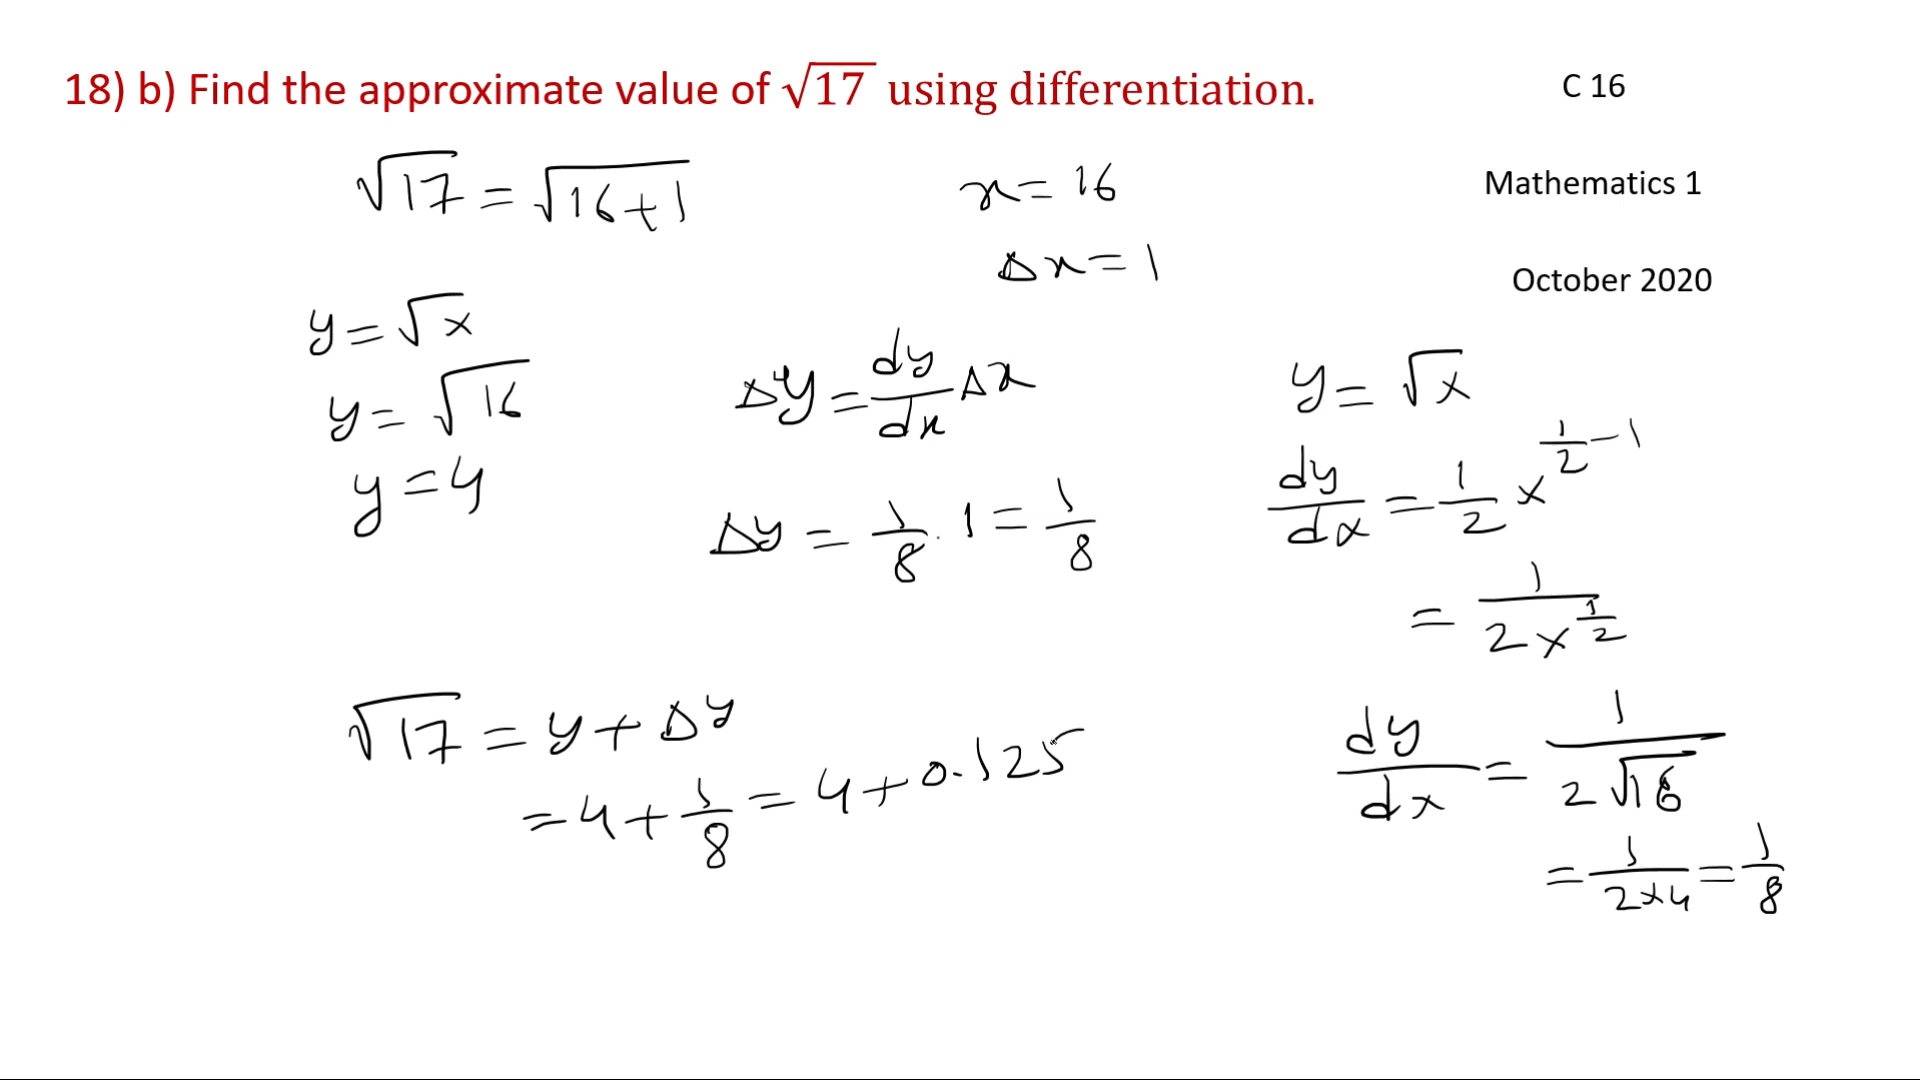 18) b) Find the approximate value of √17 using differentiation.
C 16
Mathematics 1
October 2020
√17 = √16+1
x = 16
Δx = 1
y = √x
y = √16
y = 4
Δy = dy/dx Δx
Δy = 1/8 . 1 = 1/8
y = √x
dy/dx = 1/2 x^(1/2 - 1)
= 1/(2x^(1/2))
dy/dx = 1/(2√16)
= 1/(2×4) = 1/8
√17 = y + Δy
= 4 + 1/8 = 4 + 0.125